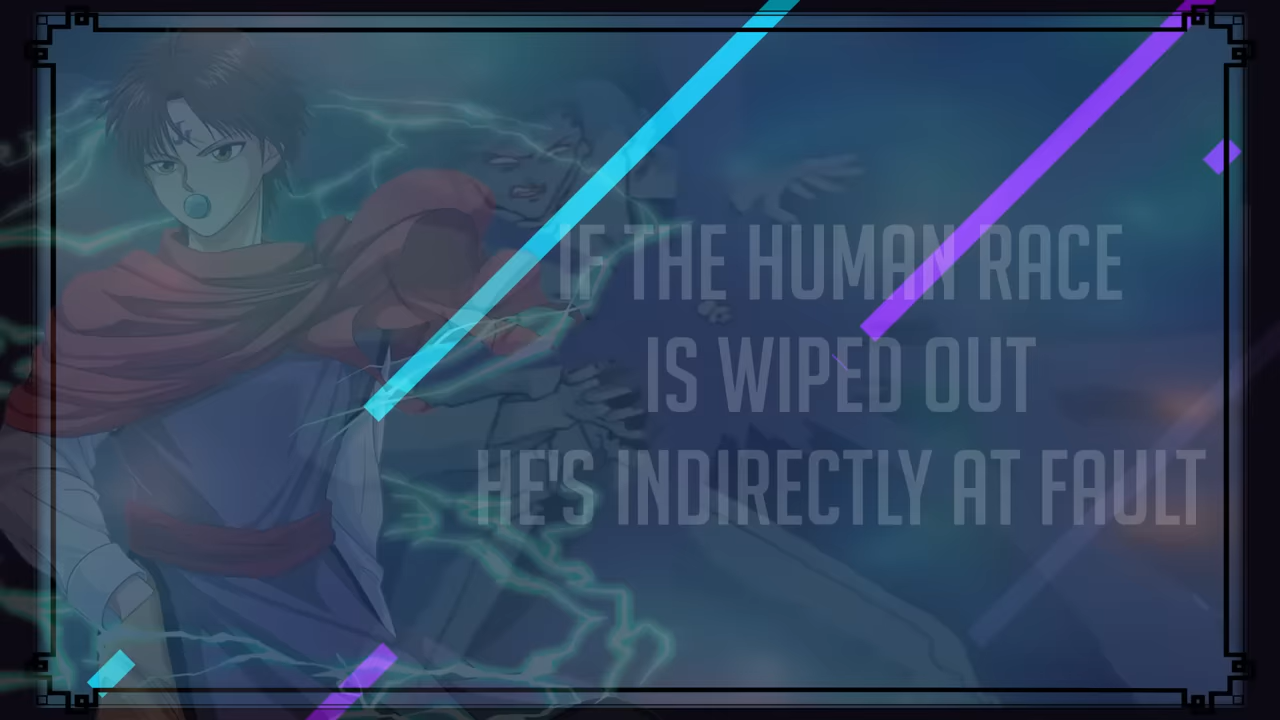 IF THE HUMAN RACE
IS WIPED OUT
HE'S INDIRECTLY AT FAULT